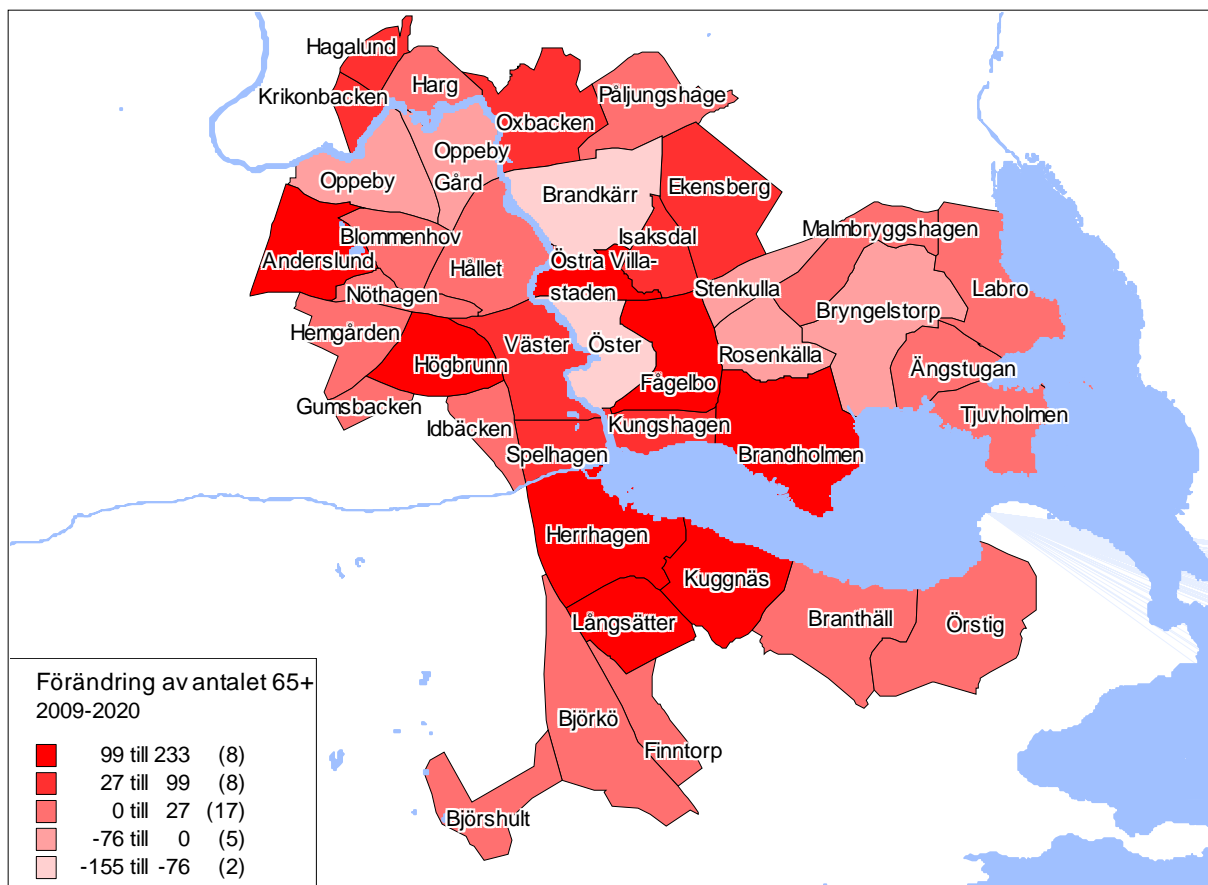 Hagalund
Harg
Krikonbacken
Påljungshage
Oxbacken
Oppeby
Gård
Oppeby
Brandkärr
Ekensberg
Blommenhov
Isaksdal
Malmbryggshagen
Anderslund
Hållet
Östra Villa-
staden
Stenkulla
Labro
Nöthagen
Bryngelstorp
Hemgården
Väster
Öster
Rosenkälla
Högbrunn
Fågelbo
Ängstugan
Gumsbacken
Idbäcken
Kungshagen
Tjuvholmen
Spelhagen
Brandholmen
Herrhagen
Kuggnäs
Långsätter
Branthäll
Örstig
Björkö
Finntorp
Björshult
Förändring av antalet 65+
2009-2020
99 till 233 (8)
27 till 99 (8)
0 till 27 (17)
-76 till 0 (5)
-155 till -76 (2)